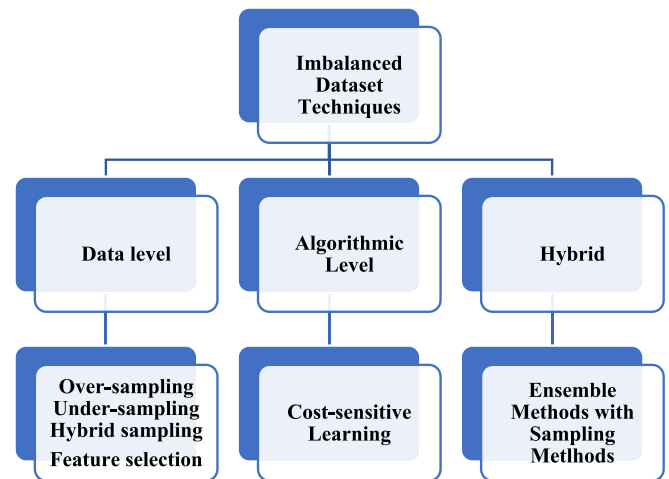 Imbalanced
Dataset
Techniques
Data level
Algorithmic
Level
Hybrid
Over-sampling
Under-sampling
Hybrid sampling
Feature selection
Cost-sensitive
Learning
Ensemble
Methods with
Sampling
Metlhods